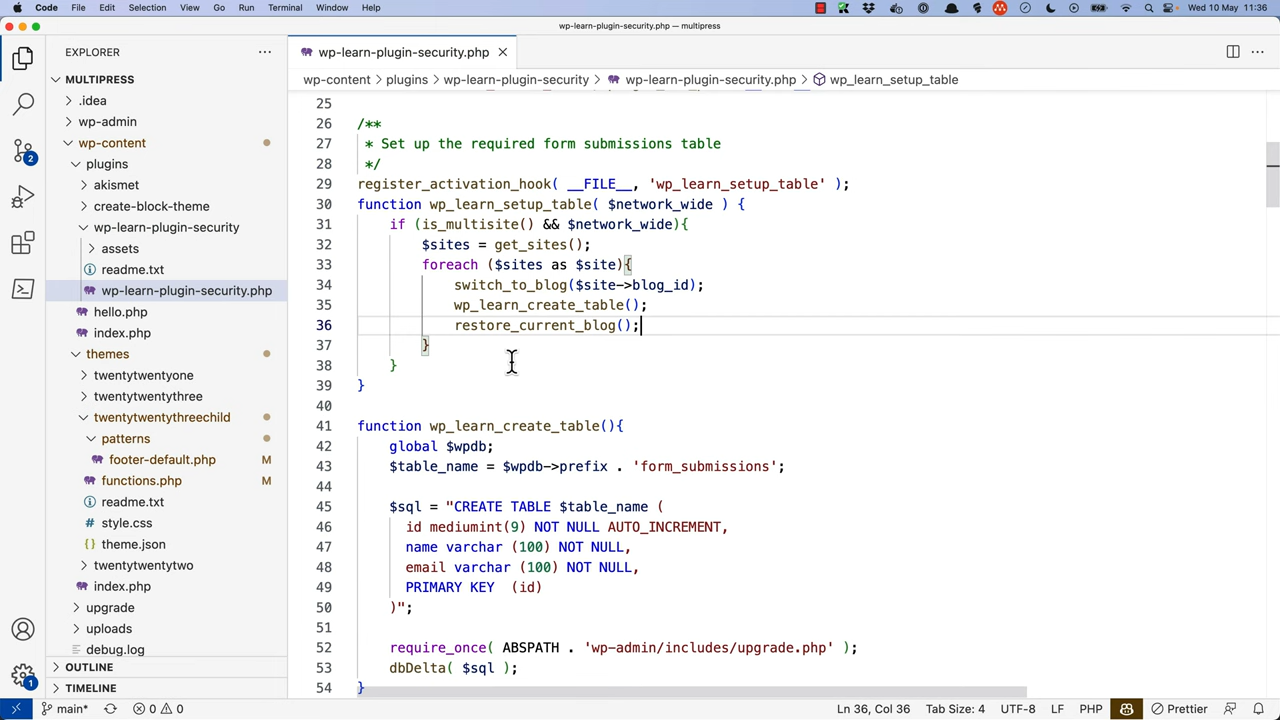 Code File Edit Selection View Go Run Terminal Window Help Wed 10 May 11:36
wp-learn-plugin-security.php — multipress
EXPLORER
MULTIPRESS
.idea
wp-admin
wp-content
plugins
akismet
create-block-theme
wp-learn-plugin-security
assets
readme.txt
wp-learn-plugin-security.php
hello.php
index.php
themes
twentytwentyone
twentytwentythree
twentytwentythreechild
patterns
footer-default.php M
functions.php M
readme.txt
style.css
theme.json
twentytwentytwo
index.php
upgrade
uploads
debug.log
OUTLINE
TIMELINE
2
1
wp-learn-plugin-security.php
wp-content > plugins > wp-learn-plugin-security > wp-learn-plugin-security.php > wp_learn_setup_table
25
26 /**
27 * Set up the required form submissions table
28 */
29 register_activation_hook( __FILE__, 'wp_learn_setup_table' );
30 function wp_learn_setup_table( $network_wide ) {
31 if (is_multisite() && $network_wide){
32 $sites = get_sites();
33 foreach ($sites as $site){
34 switch_to_blog($site->blog_id);
35 wp_learn_create_table();
36 restore_current_blog();
37 }
38 }
39 }
40
41 function wp_learn_create_table(){
42 global $wpdb;
43 $table_name = $wpdb->prefix . 'form_submissions';
44
45 $sql = "CREATE TABLE $table_name (
46 id mediumint(9) NOT NULL AUTO_INCREMENT,
47 name varchar (100) NOT NULL,
48 email varchar (100) NOT NULL,
49 PRIMARY KEY  (id)
50 )";
51
52 require_once( ABSPATH . 'wp-admin/includes/upgrade.php' );
53 dbDelta( $sql );
54 }
main* 0 0 Ln 36, Col 36 Tab Size: 4 UTF-8 LF PHP Prettier